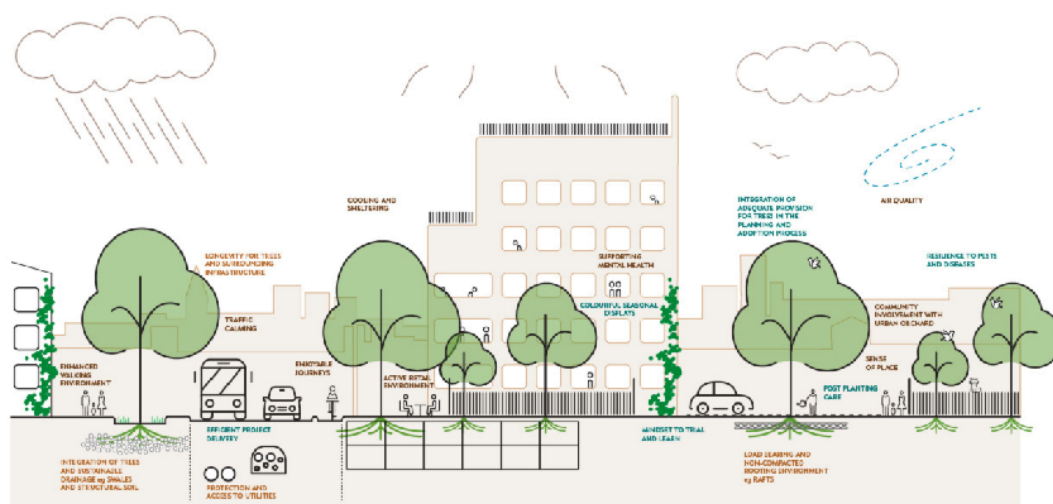 COOLING AND
SHELTERING
INTEGRATION OF
ADEQUATE PROVISION
FOR TREES IN THE
PLANNING AND
ADOPTION PROCESS
AIR QUALITY
LONGEVITY FOR TREES
AND SURROUNDING
INFRASTRUCTURE
SUPPORTING
MENTAL HEALTH
RESILIENCE TO PESTS
AND DISEASES
COLOURFUL SEASONAL
DISPLAYS
TRAFFIC
CALMING
COMMUNITY
INVOLVEMENT WITH
URBAN ORCHARD
ENHANCED
WALKING
ENVIRONMENT
ENJOYABLE
JOURNEYS
ACTIVE RETAIL
ENVIRONMENT
SENSE
OF PLACE
POST PLANTING
CARE
EFFICIENT PROJECT
DELIVERY
MINDSET TO TRIAL
AND LEARN
INTEGRATION OF TREES
AND SUSTAINABLE
DRAINAGE eg SWALES
AND STRUCTURAL SOIL
PROTECTION AND
ACCESS TO UTILITIES
LOAD BEARING AND
NON-COMPACTED
ROOTING ENVIRONMENT
eg RAFTS